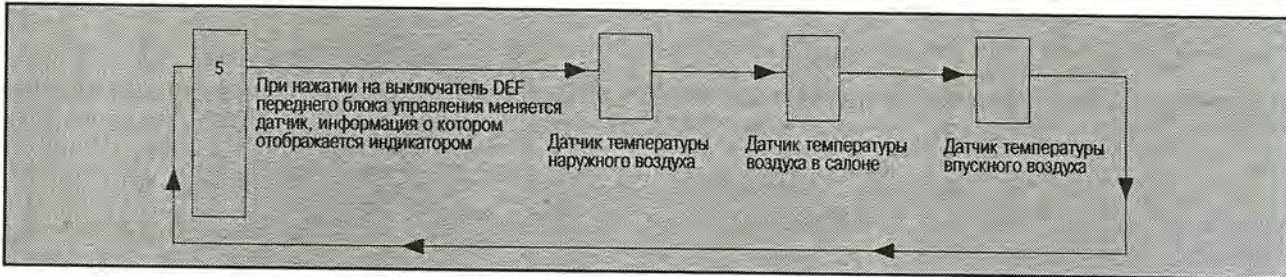 5
При нажатии на выключатель DEF
переднего блока управления меняется
датчик, информация о котором
отображается индикатором
Датчик температуры
наружного воздуха
Датчик температуры
воздуха в салоне
Датчик температуры
впускного воздуха